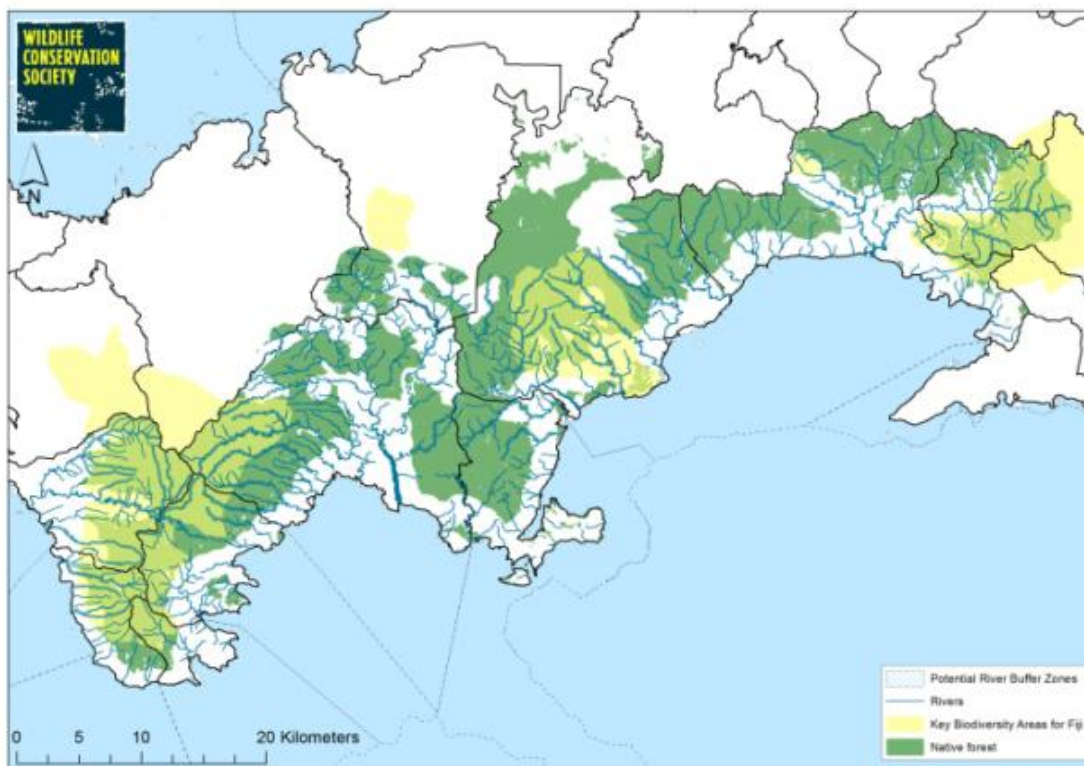 WILDLIFE
CONSERVATION
SOCIETY
N
Potential River Buffer Zones
Rivers
Key Biodiversity Areas for Fiji
Native forest
0 5 10 20 Kilometers